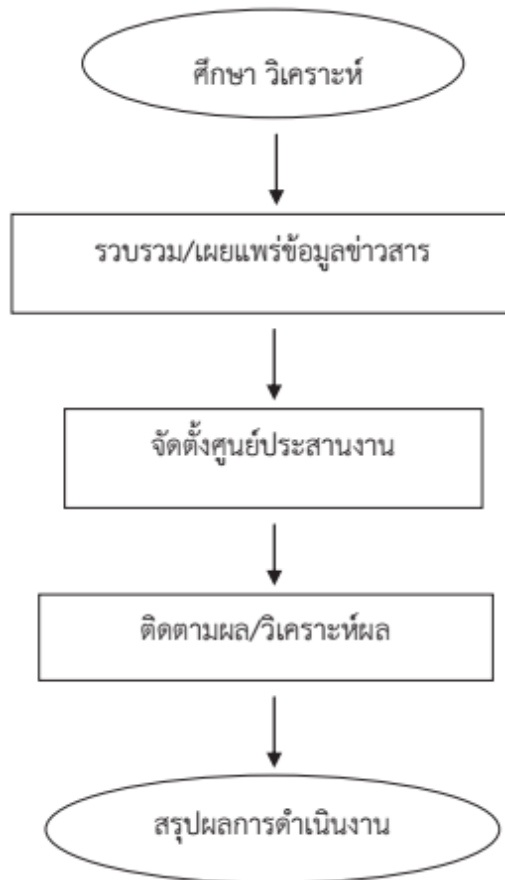 ศึกษา วิเคราะห์
รวบรวม/เผยแพร่ข้อมูลข่าวสาร
จัดตั้งศูนย์ประสานงาน
ติดตามผล/วิเคราะห์ผล
สรุปผลการดำเนินงาน